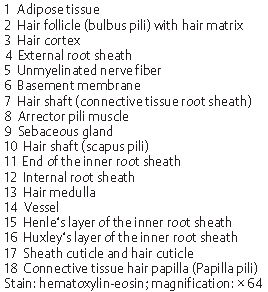 1 Adipose tissue
2 Hair follicle (bulbus pili) with hair matrix
3 Hair cortex
4 External root sheath
5 Unmyelinated nerve fiber
6 Basement membrane
7 Hair shaft (connective tissue root sheath)
8 Arrector pili muscle
9 Sebaceous gland
10 Hair shaft (scapus pili)
11 End of the inner root sheath
12 Internal root sheath
13 Hair medulla
14 Vessel
15 Henle‘s layer of the inner root sheath
16 Huxley‘s layer of the inner root sheath
17 Sheath cuticle and hair cuticle
18 Connective tissue hair papilla (Papilla pili)
Stain: hematoxylin-eosin; magnification: × 64